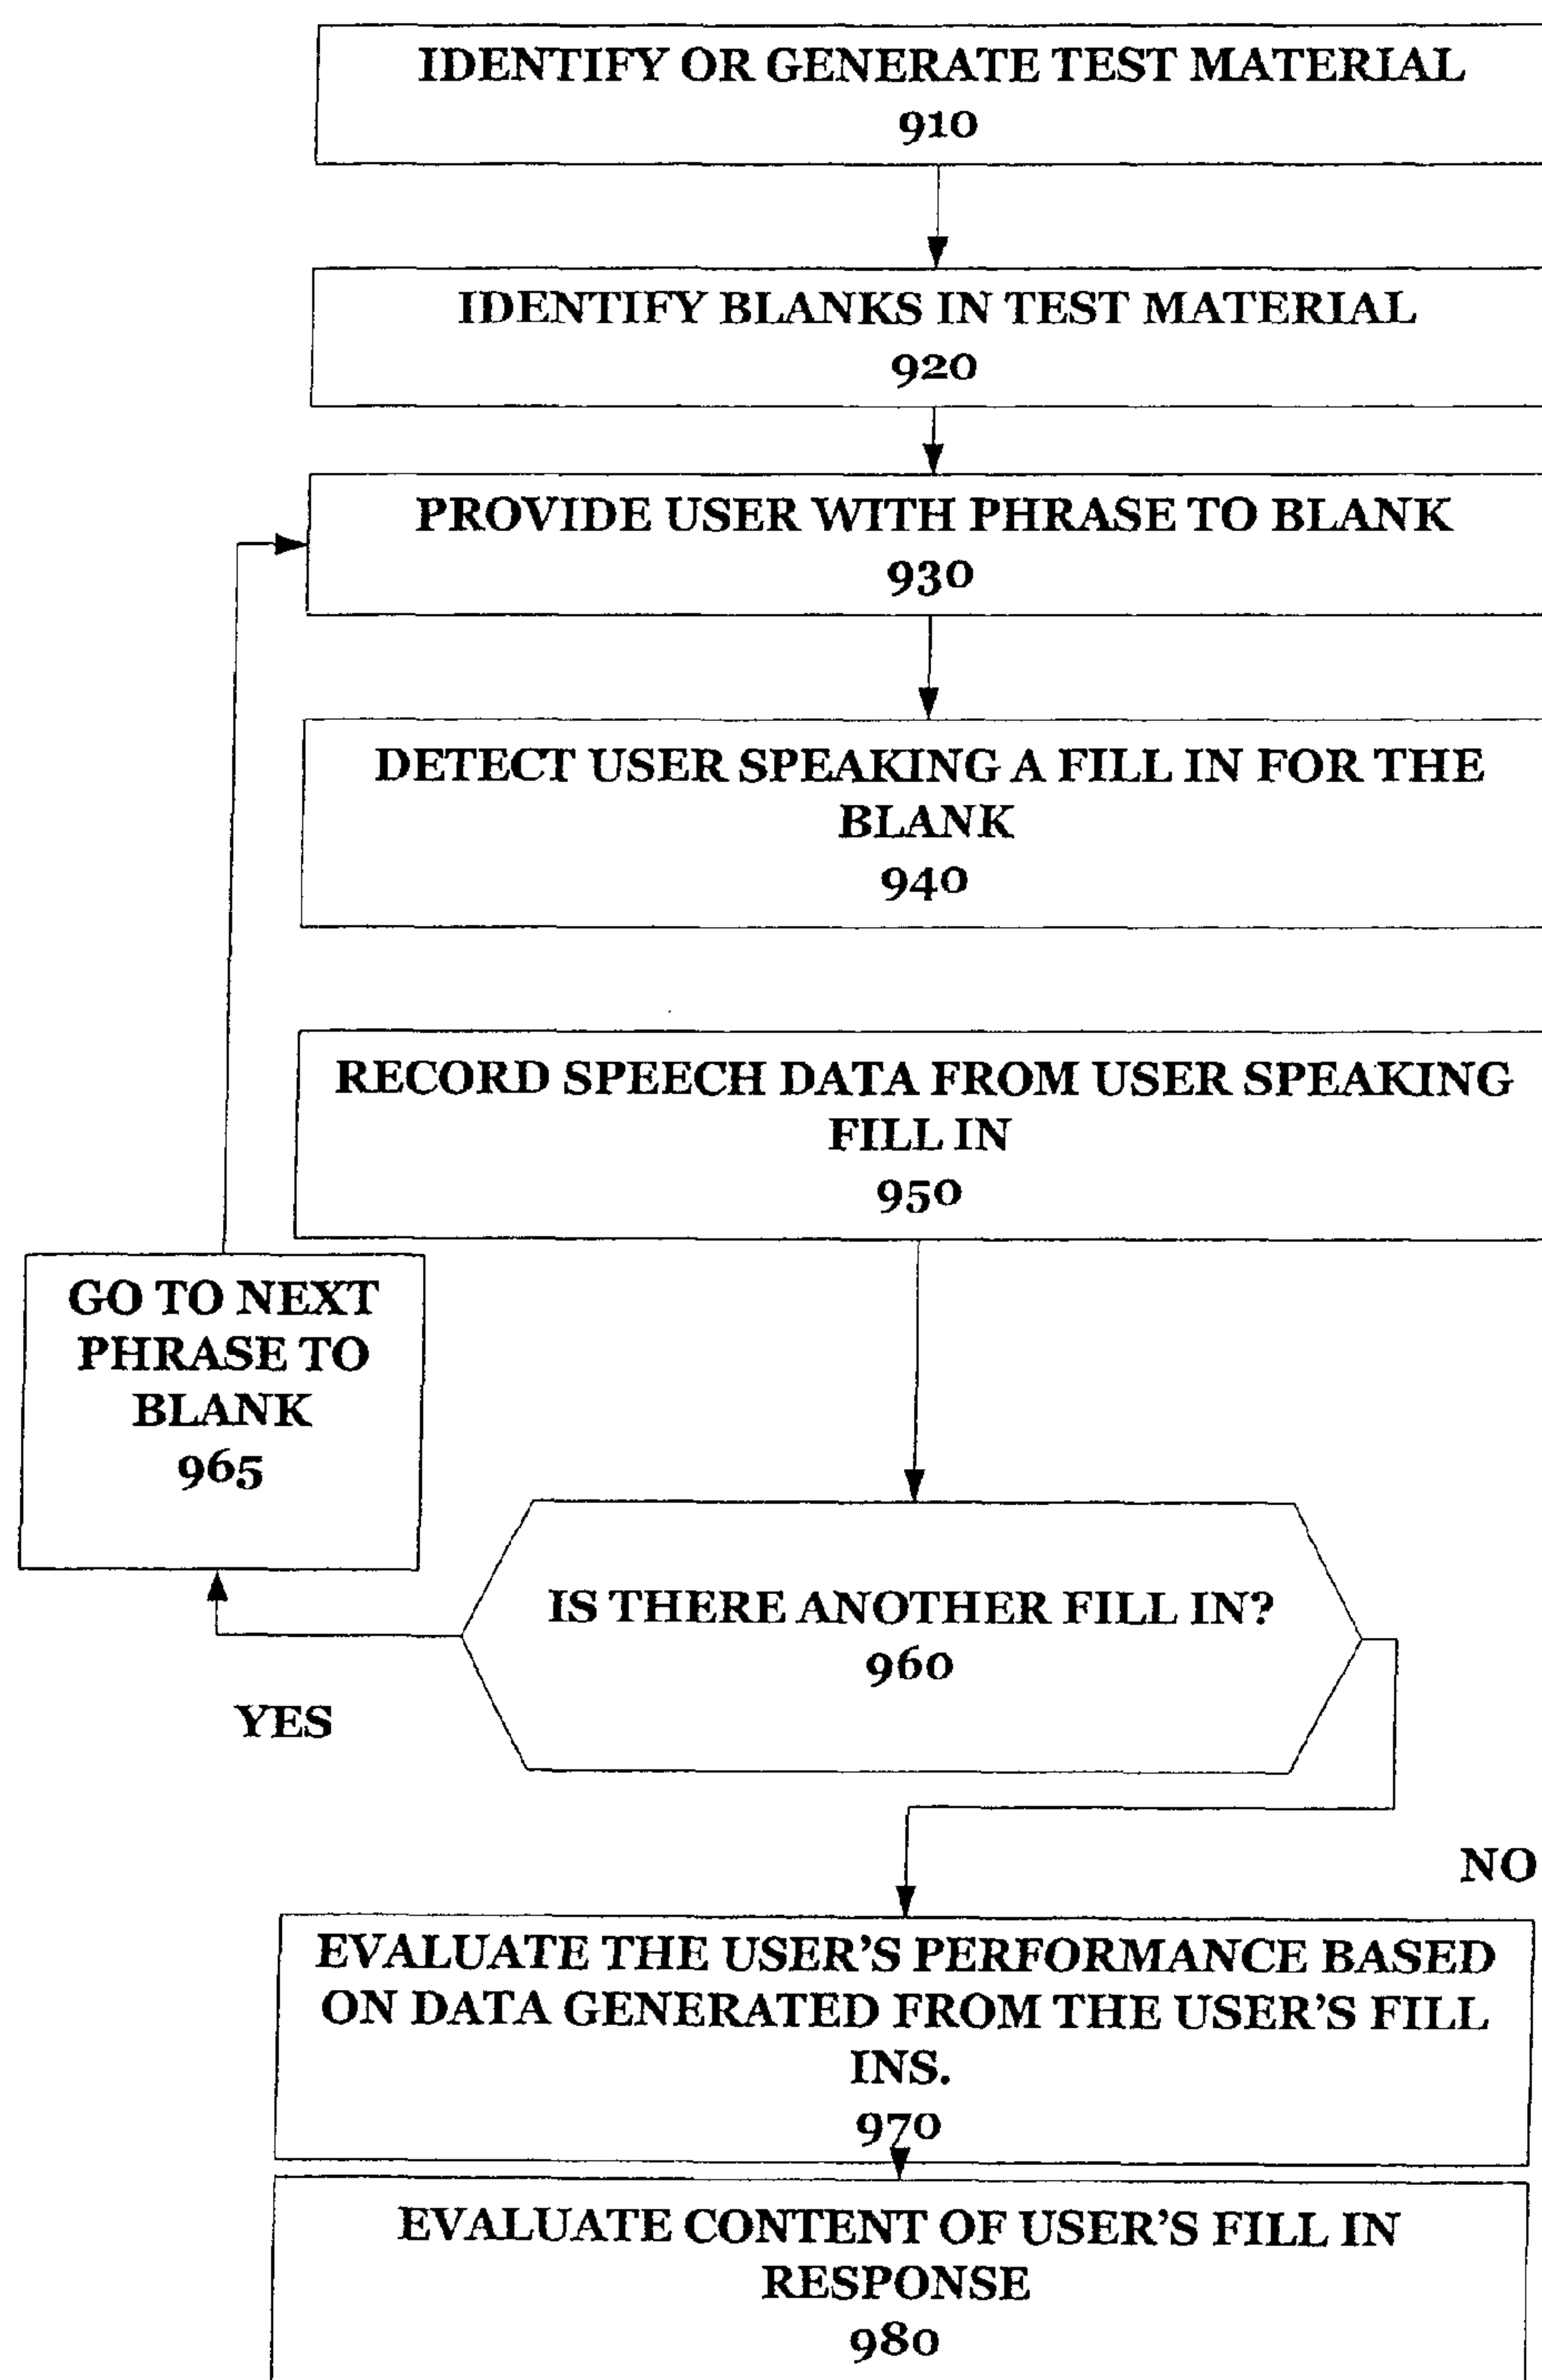 IDENTIFY OR GENERATE TEST MATERIAL
910
IDENTIFY BLANKS IN TEST MATERIAL
920
PROVIDE USER WITH PHRASE TO BLANK
930
DETECT USER SPEAKING A FILL IN FOR THE
BLANK
940
RECORD SPEECH DATA FROM USER SPEAKING
FILL IN
950
GO TO NEXT
PHRASE TO
BLANK
965
IS THERE ANOTHER FILL IN?
960
YES
NO
EVALUATE THE USER'S PERFORMANCE BASED
ON DATA GENERATED FROM THE USER'S FILL
INS.
970
EVALUATE CONTENT OF USER'S FILL IN
RESPONSE
980